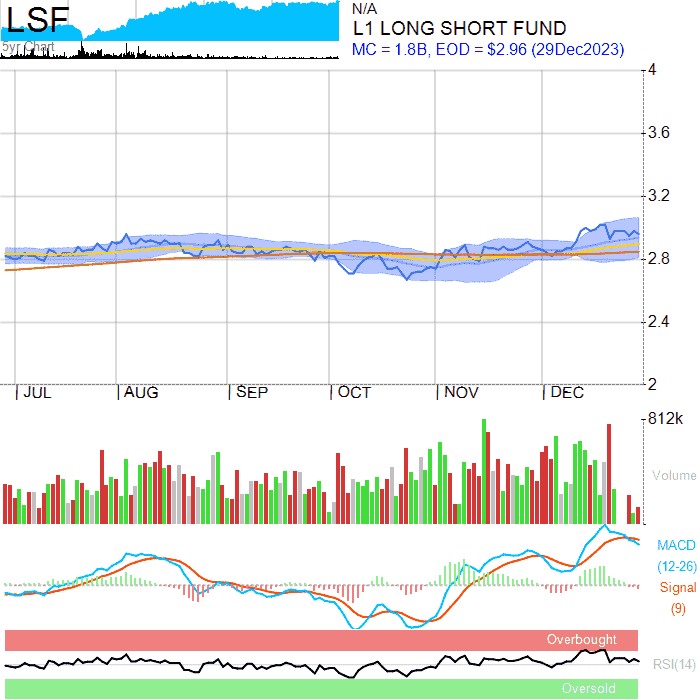 LSF
5yr Chart
N/A
L1 LONG SHORT FUND
MC = 1.8B, EOD = $2.96 (29Dec2023)
4
3.6
3.2
2.8
2.4
2
JUL AUG SEP OCT NOV DEC
812k
Volume
MACD
(12-26)
Signal
(9)
Overbought
RSI(14)
Oversold